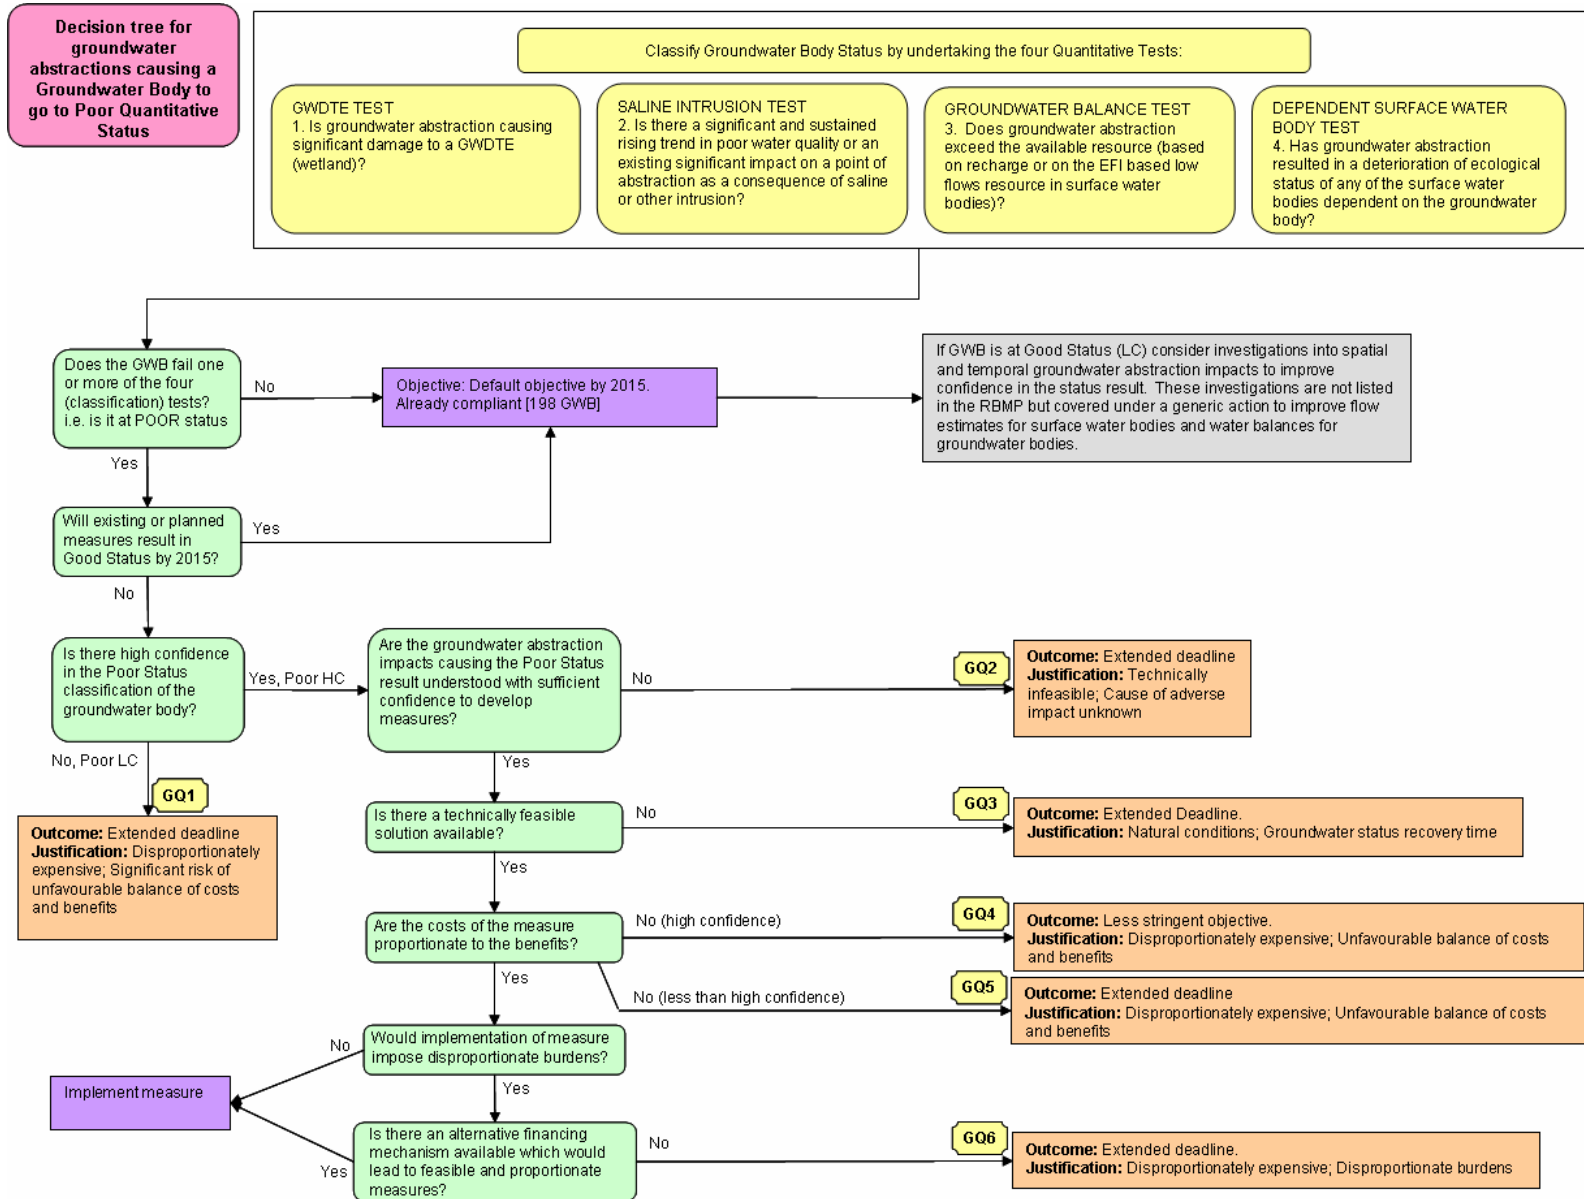 Decision tree for
groundwater
abstractions causing a
Groundwater Body to
go to Poor Quantitative
Status
Classify Groundwater Body Status by undertaking the four Quantitative Tests:
GWDTE TEST
1. Is groundwater abstraction causing
significant damage to a GWDTE
(wetland)?
SALINE INTRUSION TEST
2. Is there a significant and sustained
rising trend in poor water quality or an
existing significant impact on a point of
abstraction as a consequence of saline
or other intrusion?
GROUNDWATER BALANCE TEST
3. Does groundwater abstraction
exceed the available resource (based
on recharge or on the EFI based low
flows resource in surface water
bodies)?
DEPENDENT SURFACE WATER
BODY TEST
4. Has groundwater abstraction
resulted in a deterioration of ecological
status of any of the surface water
bodies dependent on the groundwater
body?
Does the GWB fail one
or more of the four
(classification) tests?
i.e. is it at POOR status
No
Objective: Default objective by 2015.
Already compliant [198 GWB]
If GWB is at Good Status (LC) consider investigations into spatial
and temporal groundwater abstraction impacts to improve
confidence in the status result. These investigations are not listed
in the RBMP but covered under a generic action to improve flow
estimates for surface water bodies and water balances for
groundwater bodies.
Yes
Will existing or planned
measures result in
Good Status by 2015?
Yes
No
Is there high confidence
in the Poor Status
classification of the
groundwater body?
Yes, Poor HC
Are the groundwater abstraction
impacts causing the Poor Status
result understood with sufficient
confidence to develop
measures?
No
GQ2
Outcome: Extended deadline
Justification: Technically
infeasible; Cause of adverse
impact unknown
No, Poor LC
GQ1
Outcome: Extended deadline
Justification: Disproportionately
expensive; Significant risk of
unfavourable balance of costs
and benefits
Yes
Is there a technically feasible
solution available?
No
GQ3
Outcome: Extended Deadline.
Justification: Natural conditions; Groundwater status recovery time
Yes
Are the costs of the measure
proportionate to the benefits?
No (high confidence)
GQ4
Outcome: Less stringent objective.
Justification: Disproportionately expensive; Unfavourable balance of costs
and benefits
Yes
No (less than high confidence)
GQ5
Outcome: Extended deadline
Justification: Disproportionately expensive; Unfavourable balance of costs
and benefits
Would implementation of measure
impose disproportionate burdens?
No
Implement measure
Yes
Is there an alternative financing
mechanism available which would
lead to feasible and proportionate
measures?
Yes
No
GQ6
Outcome: Extended deadline.
Justification: Disproportionately expensive; Disproportionate burdens